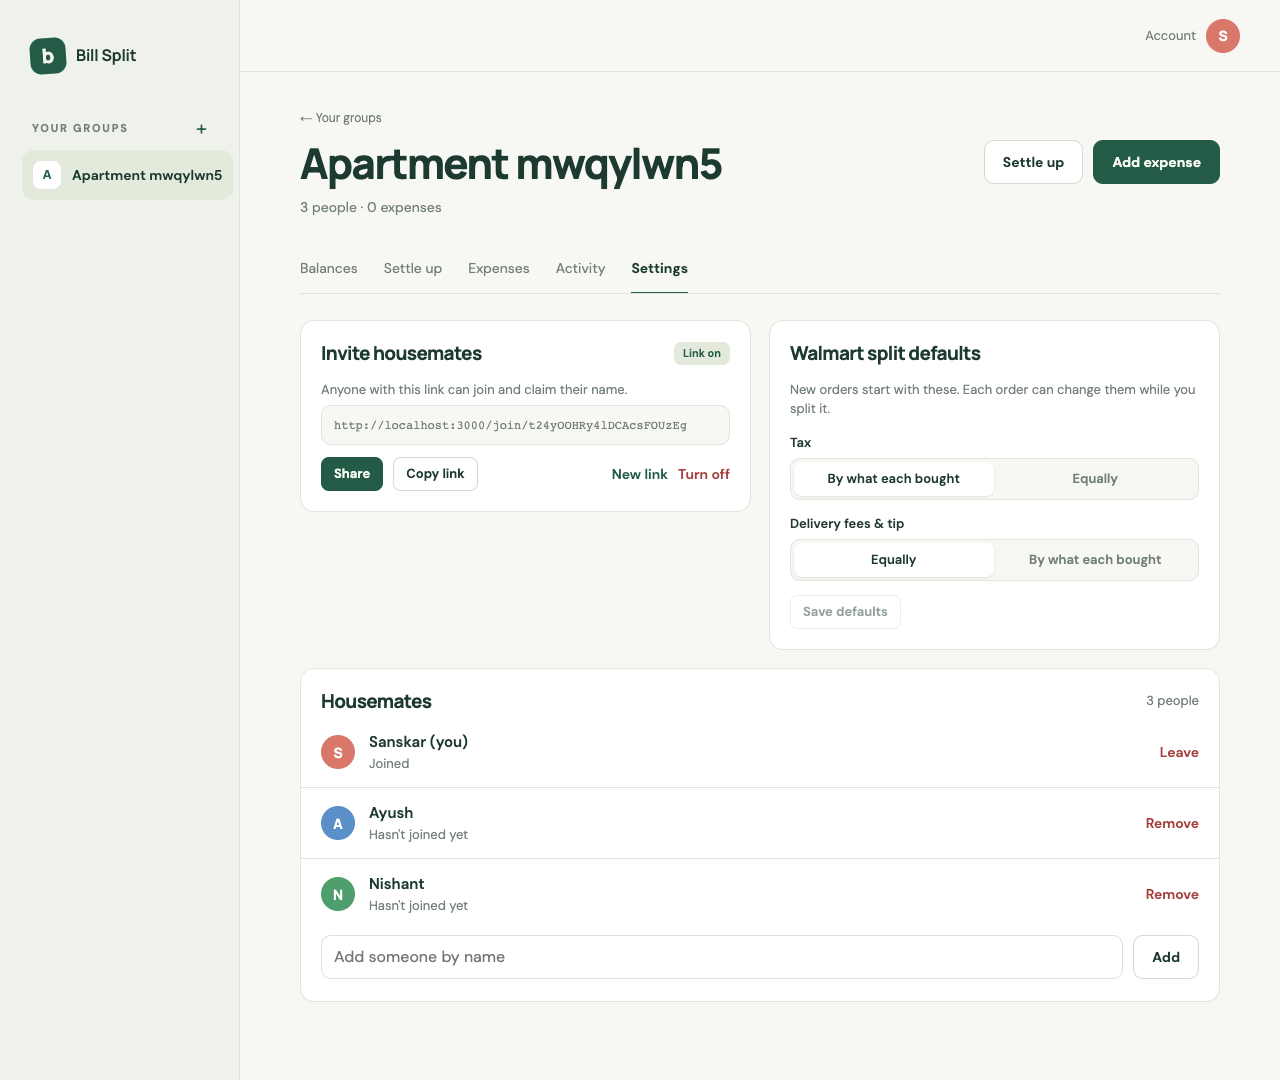 b Bill Split
Account S
YOUR GROUPS +
A Apartment mwqylwn5
← Your groups
Apartment mwqylwn5
Settle up Add expense
3 people · 0 expenses
Balances Settle up Expenses Activity Settings
Invite housemates Link on
Anyone with this link can join and claim their name.
http://localhost:3000/join/t24yOOHRy4lDCAcsFOUzEg
Share Copy link New link Turn off
Walmart split defaults
New orders start with these. Each order can change them while you
split it.
Tax
By what each bought Equally
Delivery fees & tip
Equally By what each bought
Save defaults
Housemates 3 people
S Sanskar (you)
Joined
Leave
A Ayush
Hasn't joined yet
Remove
N Nishant
Hasn't joined yet
Remove
Add someone by name Add